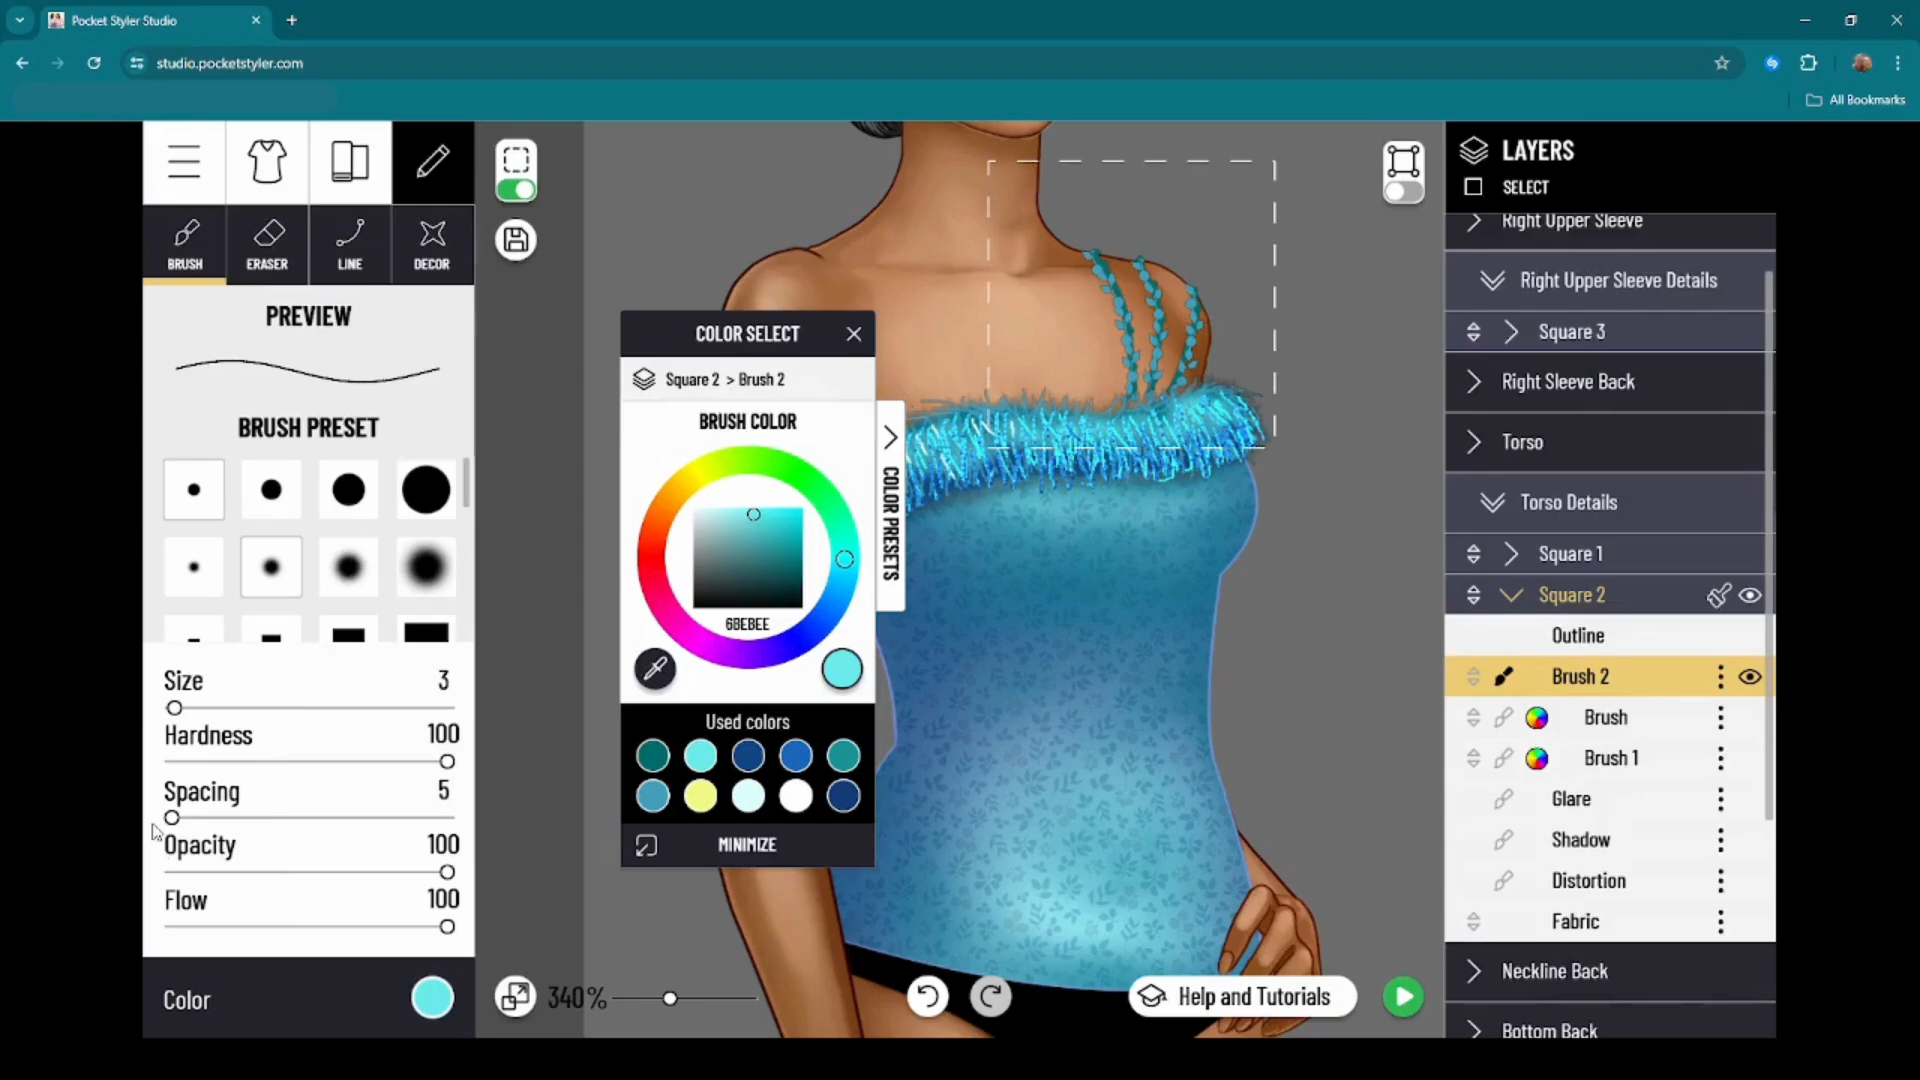 Pocket Styler Studio
studio.pocketstyler.com
All Bookmarks
BRUSH
ERASER
LINE
DECOR
PREVIEW
BRUSH PRESET
Size 3
Hardness 100
Spacing 5
Opacity 100
Flow 100
Color
COLOR SELECT
Square 2 > Brush 2
BRUSH COLOR
6BEBEE
COLOR PRESETS
Used colors
MINIMIZE
340%
Help and Tutorials
LAYERS
SELECT
Right Upper Sleeve
Right Upper Sleeve Details
Square 3
Right Sleeve Back
Torso
Torso Details
Square 1
Square 2
Outline
Brush 2
Brush
Brush 1
Glare
Shadow
Distortion
Fabric
Neckline Back
Bottom Back